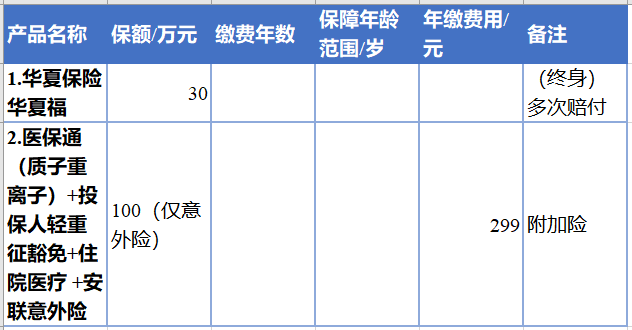 产品名称
保额/万元
缴费年数
保障年龄
范围/岁
年缴费用/
元
备注
1.华夏保险
华夏福
30
（终身）
多次赔付
2.医保通
（质子重
离子）+投
保人轻重
征豁免+住
院医疗 +安
联意外险
100（仅意
外险）
299
附加险